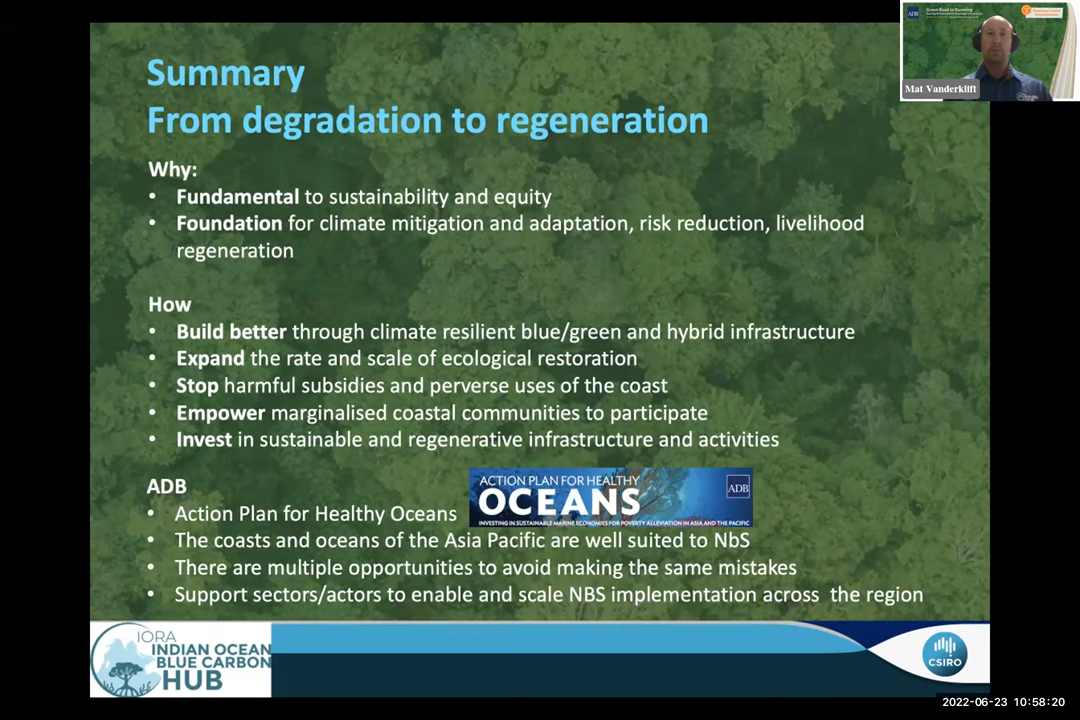 Summary
From degradation to regeneration
Why:
• Fundamental to sustainability and equity
• Foundation for climate mitigation and adaptation, risk reduction, livelihood
regeneration
How
• Build better through climate resilient blue/green and hybrid infrastructure
• Expand the rate and scale of ecological restoration
• Stop harmful subsidies and perverse uses of the coast
• Empower marginalised coastal communities to participate
• Invest in sustainable and regenerative infrastructure and activities
ADB
• Action Plan for Healthy Oceans
ACTION PLAN FOR HEALTHY
OCEANS
INVESTING IN SUSTAINABLE MARINE ECONOMIES FOR POVERTY ALLEVIATION IN ASIA AND THE PACIFIC
ADB
• The coasts and oceans of the Asia Pacific are well suited to NbS
• There are multiple opportunities to avoid making the same mistakes
• Support sectors/actors to enable and scale NBS implementation across the region
IORA
INDIAN OCEAN
BLUE CARBON
HUB
CSIRO
ADB
Green Road to Kunming
Mat Vanderklift
2022-06-23 10:58:20